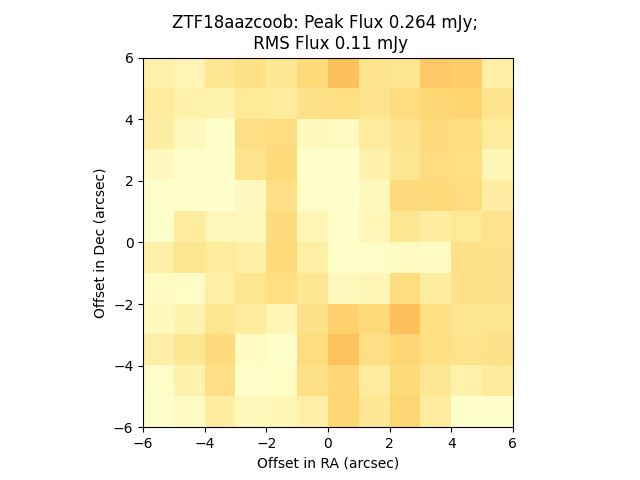 ZTF18aazcoob: Peak Flux 0.264 mJy;
RMS Flux 0.11 mJy
6
4
2
0
−2
−4
−6
Offset in Dec (arcsec)
−6 −4 −2 0 2 4 6
Offset in RA (arcsec)